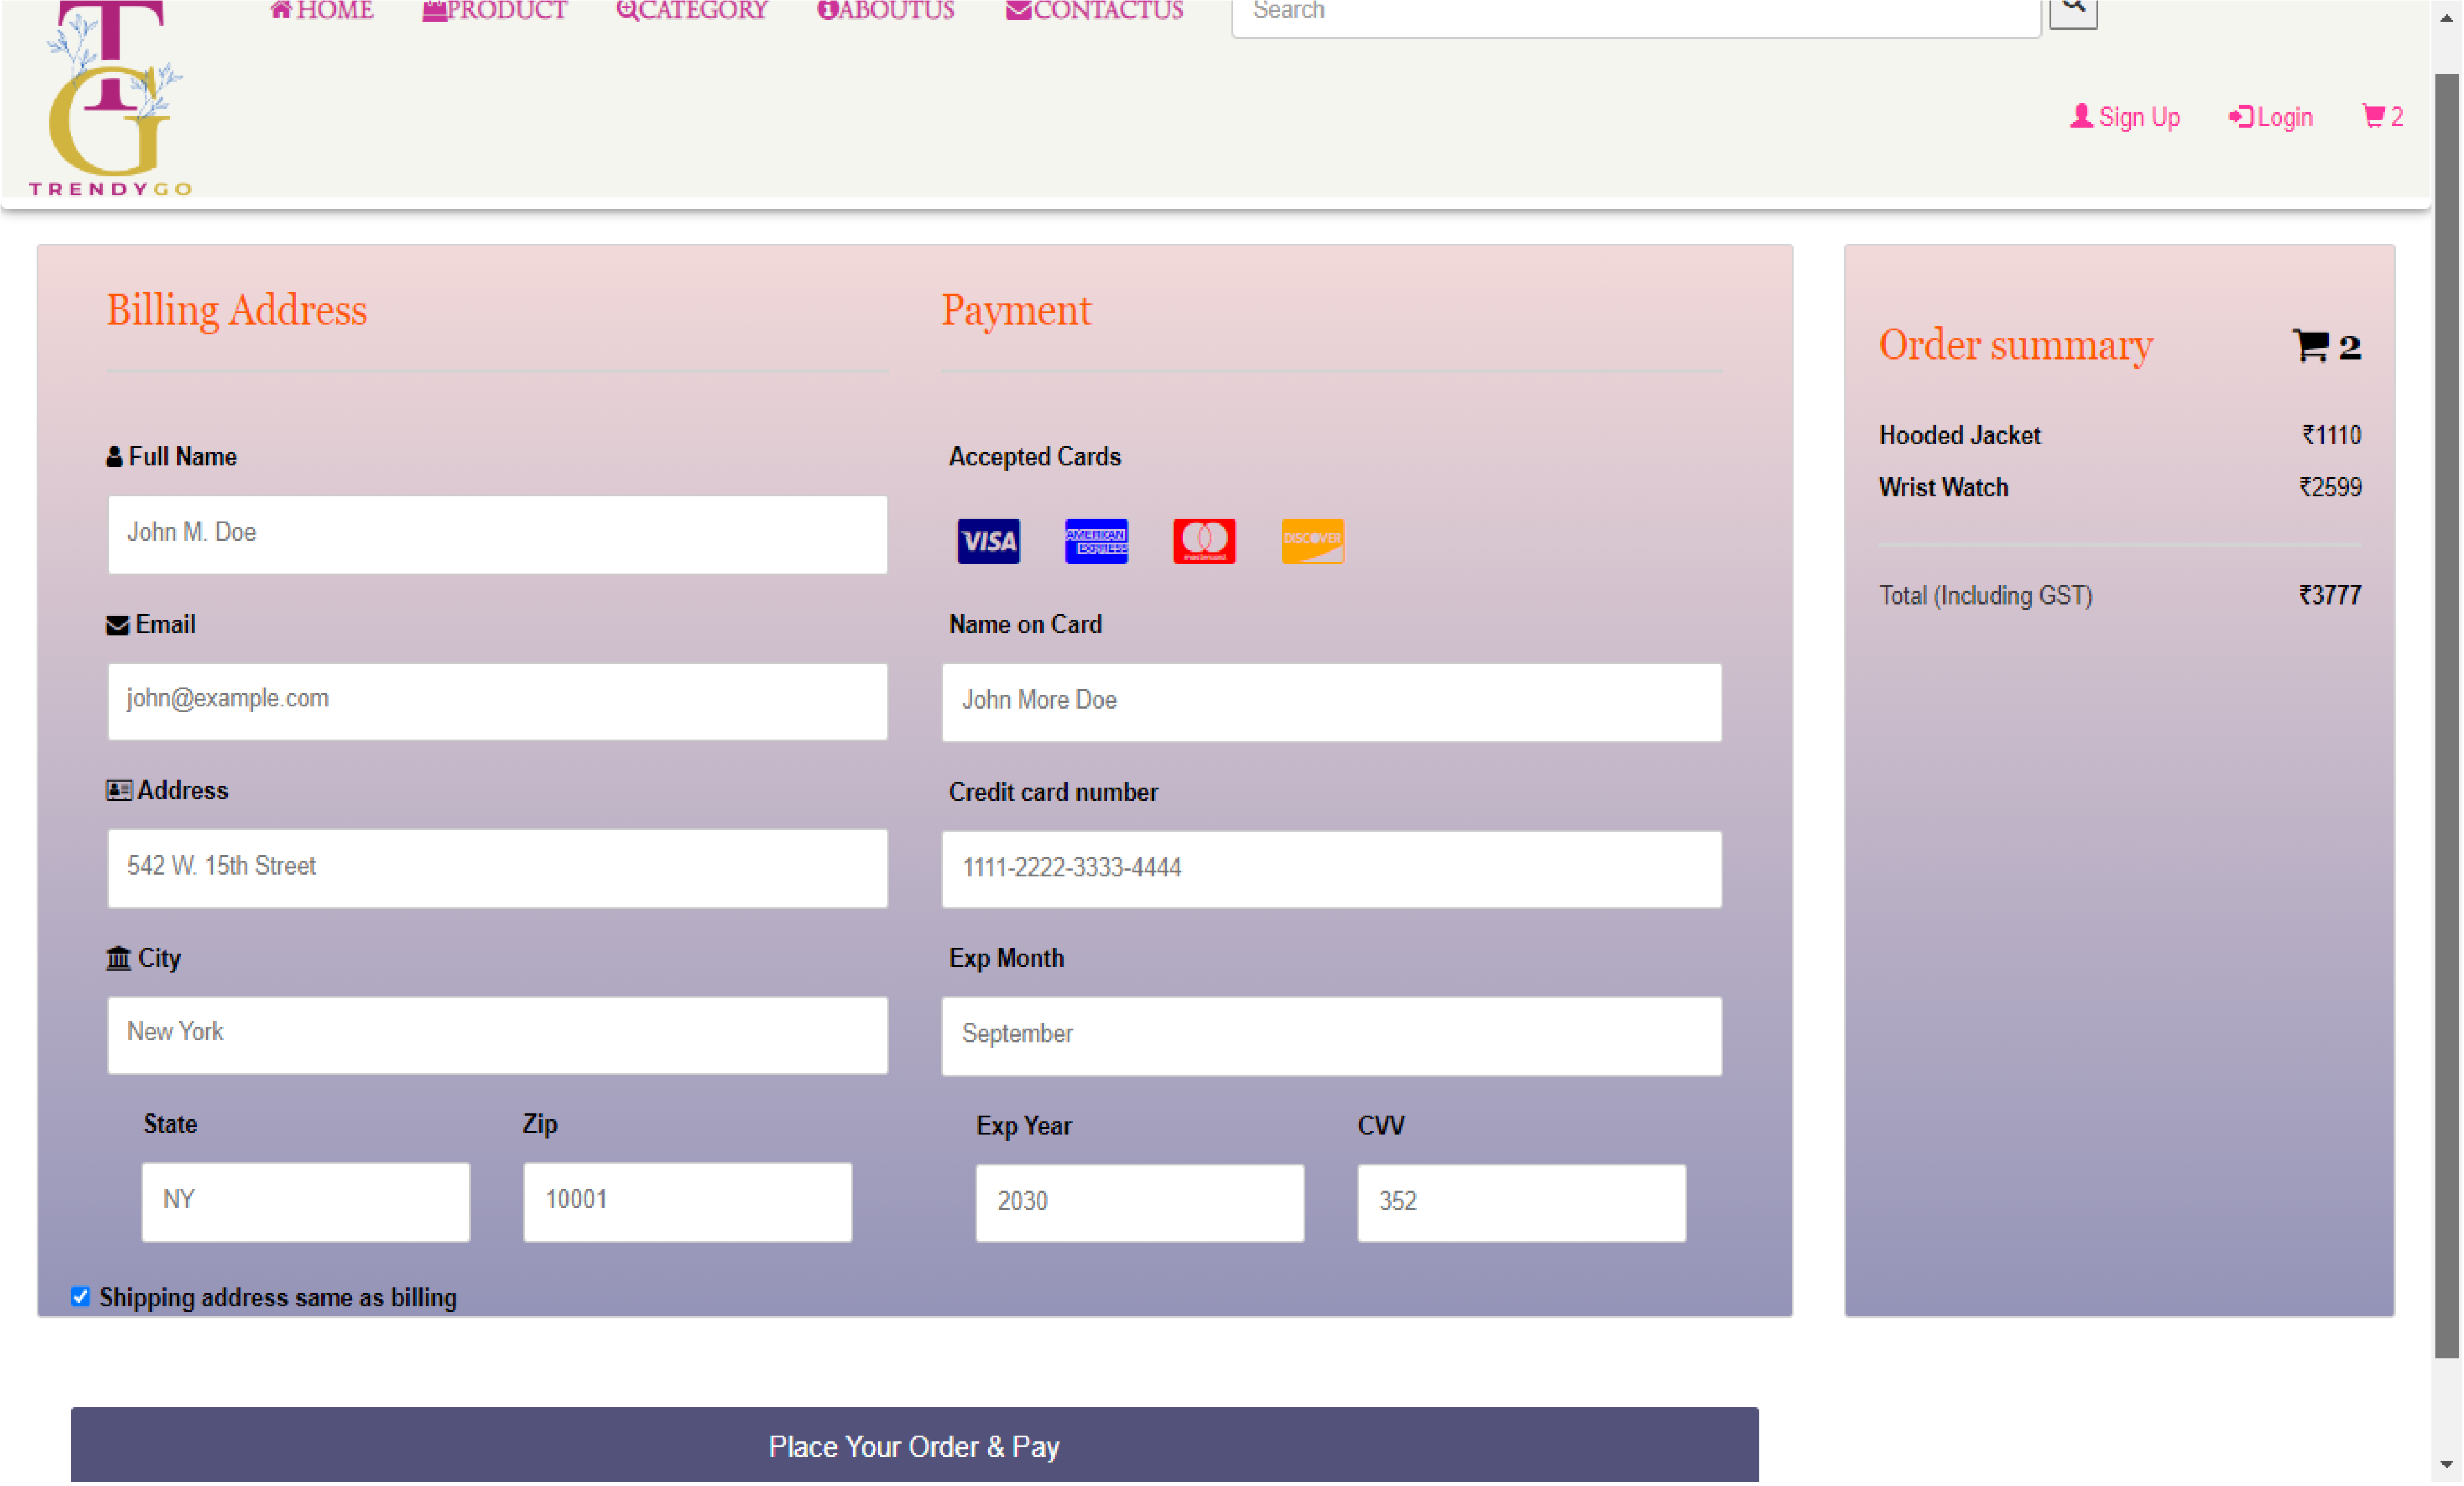 HOME PRODUCT CATEGORY ABOUTUS CONTACTUS Search
TG
TRENDYGO
Sign Up Login 2
Billing Address
Full Name
John M. Doe
Email
john@example.com
Address
542 W. 15th Street
City
New York
State Zip
NY 10001
Shipping address same as billing
Payment
Accepted Cards
VISA AMERICAN EXPRESS mastercard DISCOVER
Name on Card
John More Doe
Credit card number
1111-2222-3333-4444
Exp Month
September
Exp Year CVV
2030 352
Order summary 2
Hooded Jacket ₹1110
Wrist Watch ₹2599
Total (Including GST) ₹3777
Place Your Order & Pay